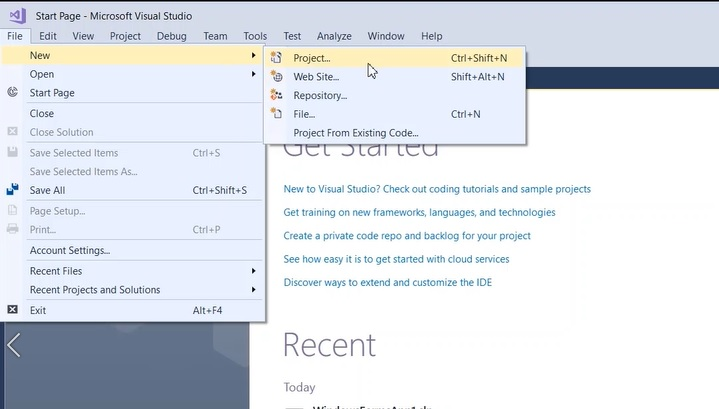 Start Page - Microsoft Visual Studio
File Edit View Project Debug Team Tools Test Analyze Window Help
New
Open
Start Page
Close
Close Solution
Save Selected Items Ctrl+S
Save Selected Items As...
Save All Ctrl+Shift+S
Page Setup...
Print... Ctrl+P
Account Settings...
Recent Files
Recent Projects and Solutions
Exit Alt+F4
Project... Ctrl+Shift+N
Web Site... Shift+Alt+N
Repository...
File... Ctrl+N
Project From Existing Code...
Get Started
New to Visual Studio? Check out coding tutorials and sample projects
Get training on new frameworks, languages, and technologies
Create a private code repo and backlog for your project
See how easy it is to get started with cloud services
Discover ways to extend and customize the IDE
Recent
Today
WindowsFormsApp1.sln